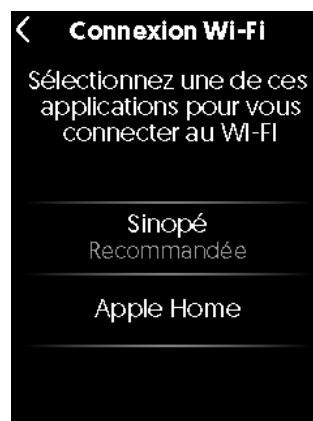 Connexion Wi-Fi
Sélectionnez une de ces
applications pour vous
connecter au WI-FI
Sinopé
Recommandée
Apple Home